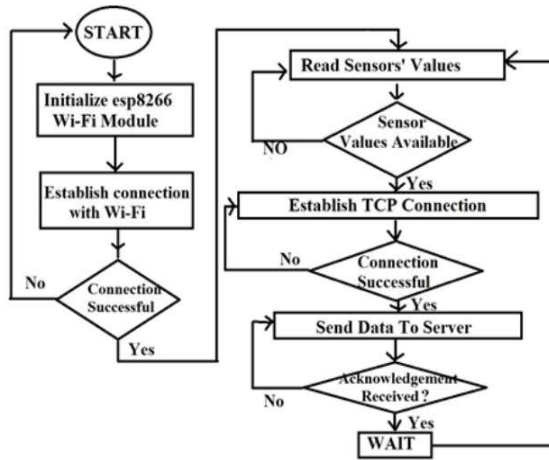 START
Initialize esp8266
Wi-Fi Module
Establish connection
with Wi-Fi
No
Connection
Successful
Yes
Read Sensors' Values
NO
Sensor
Values Available
Yes
Establish TCP Connection
No
Connection
Successful
Yes
Send Data To Server
No
Acknowledgement
Received ?
Yes
WAIT